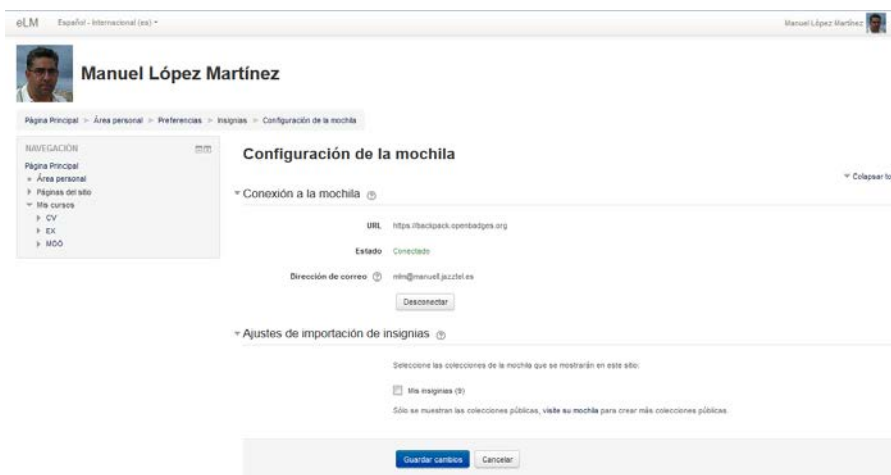 eLM Español - Internacional (es)
Manuel López Martínez
Manuel López Martínez
Página Principal Área personal Preferencias Insignias Configuración de la mochila
NAVEGACIÓN
Página Principal
Área personal
Páginas del sitio
Mis cursos
CV
EX
MOO
Configuración de la mochila
Colapsar to
Conexión a la mochila
URL https://backpack.openbadges.org
Estado Conectado
Dirección de correo mlm@manuell.jazztel.es
Desconectar
Ajustes de importación de insignias
Seleccione las colecciones de la mochila que se mostrarán en este sitio:
Mis insignias (9)
Sólo se muestran las colecciones públicas, visite su mochila para crear más colecciones públicas.
Guardar cambios Cancelar